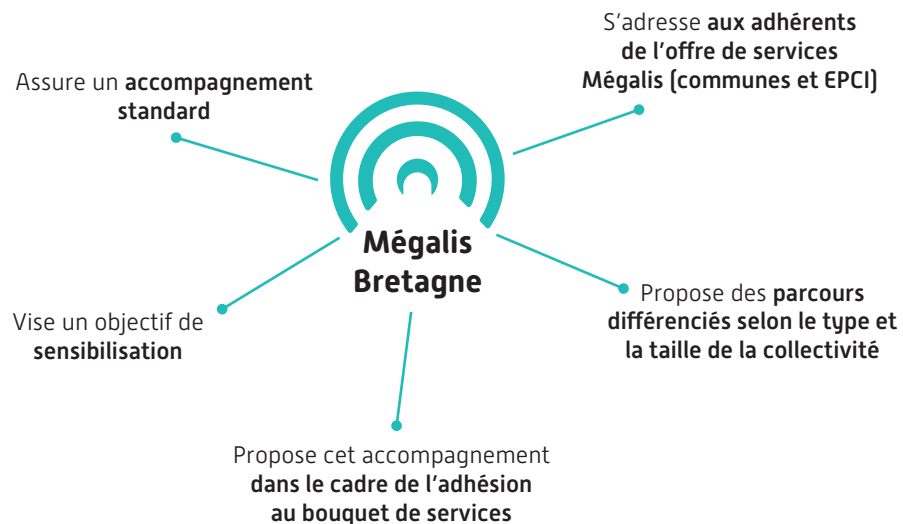 S’adresse aux adhérents
de l’offre de services
Mégalis (communes et EPCI)
Assure un accompagnement
standard
Mégalis
Bretagne
Propose des parcours
différenciés selon le type et
la taille de la collectivité
Vise un objectif de
sensibilisation
Propose cet accompagnement
dans le cadre de l’adhésion
au bouquet de services